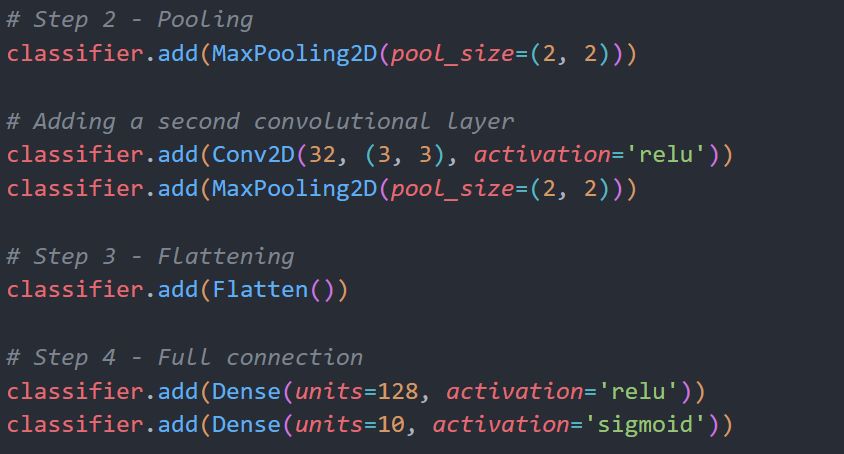 # Step 2 - Pooling
classifier.add(MaxPooling2D(pool_size=(2, 2)))
# Adding a second convolutional layer
classifier.add(Conv2D(32, (3, 3), activation='relu'))
classifier.add(MaxPooling2D(pool_size=(2, 2)))
# Step 3 - Flattening
classifier.add(Flatten())
# Step 4 - Full connection
classifier.add(Dense(units=128, activation='relu'))
classifier.add(Dense(units=10, activation='sigmoid'))